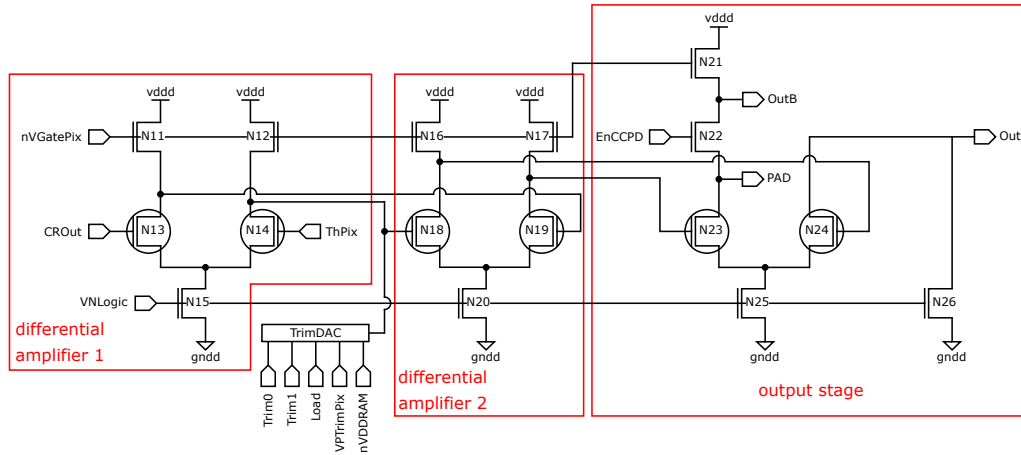 vddd
N21
vddd
vddd
vddd
vddd
OutB
nVGatePix
N11
N12
N16
N17
EnCCPD
N22
Out
PAD
CROut
N13
N14
ThPix
N18
N19
N23
N24
VNLogic
N15
N20
N25
N26
differential
amplifier 1
TrimDAC
gndd
gndd
gndd
gndd
differential
amplifier 2
output stage
Trim0
Trim1
Load
VPTrimPix
nVDDRAM